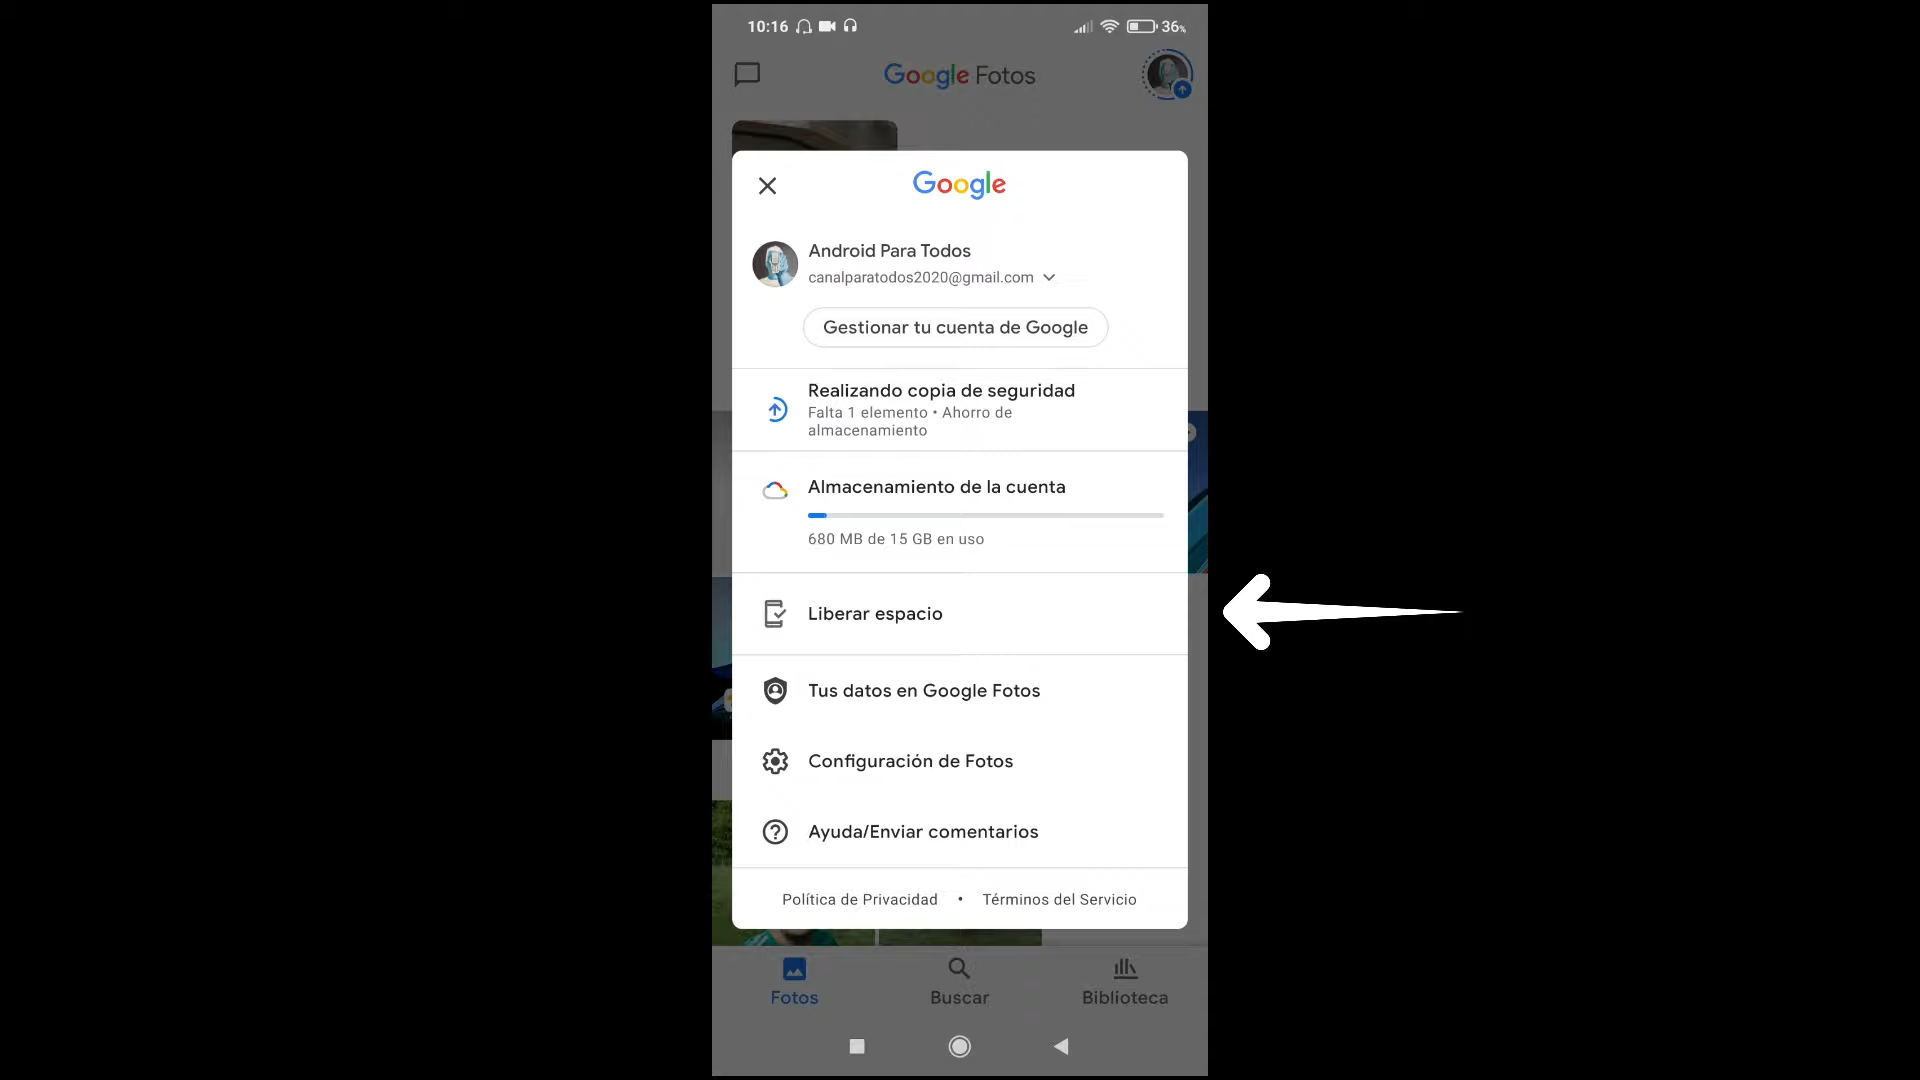 10:16
36%
Google Fotos
Google
Android Para Todos
canalparatodos2020@gmail.com
Gestionar tu cuenta de Google
Realizando copia de seguridad
Falta 1 elemento • Ahorro de
almacenamiento
Almacenamiento de la cuenta
680 MB de 15 GB en uso
Liberar espacio
Tus datos en Google Fotos
Configuración de Fotos
Ayuda/Enviar comentarios
Política de Privacidad • Términos del Servicio
Fotos
Buscar
Biblioteca